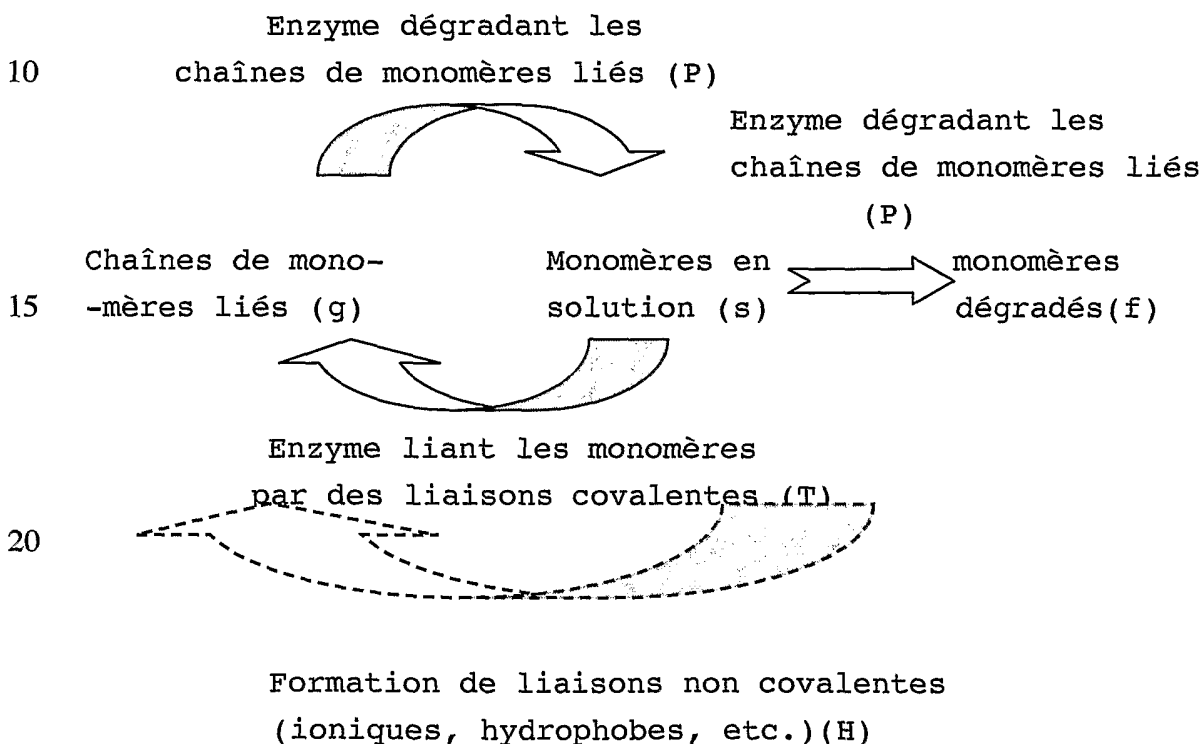 Enzyme dégradant les
10 chaînes de monomères liés (P)
Enzyme dégradant les
chaînes de monomères liés
(P)
Chaînes de mono- Monomères en monomères
15 -mères liés (g) solution (s) dégradés(f)
Enzyme liant les monomères
par des liaisons covalentes (T)
20
Formation de liaisons non covalentes
(ioniques, hydrophobes, etc.)(H)